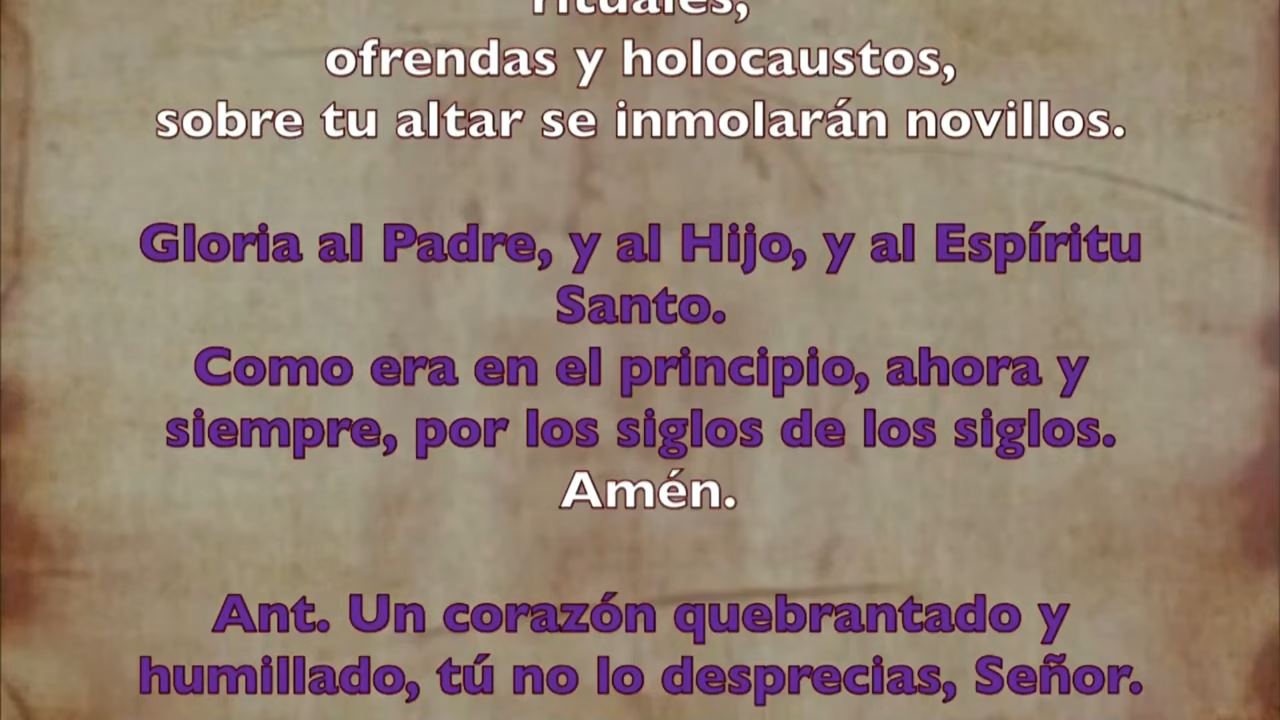 rituales,
ofrendas y holocaustos,
sobre tu altar se inmolarán novillos.
Gloria al Padre, y al Hijo, y al Espíritu
Santo.
Como era en el principio, ahora y
siempre, por los siglos de los siglos.
Amén.
Ant. Un corazón quebrantado y
humillado, tú no lo desprecias, Señor.